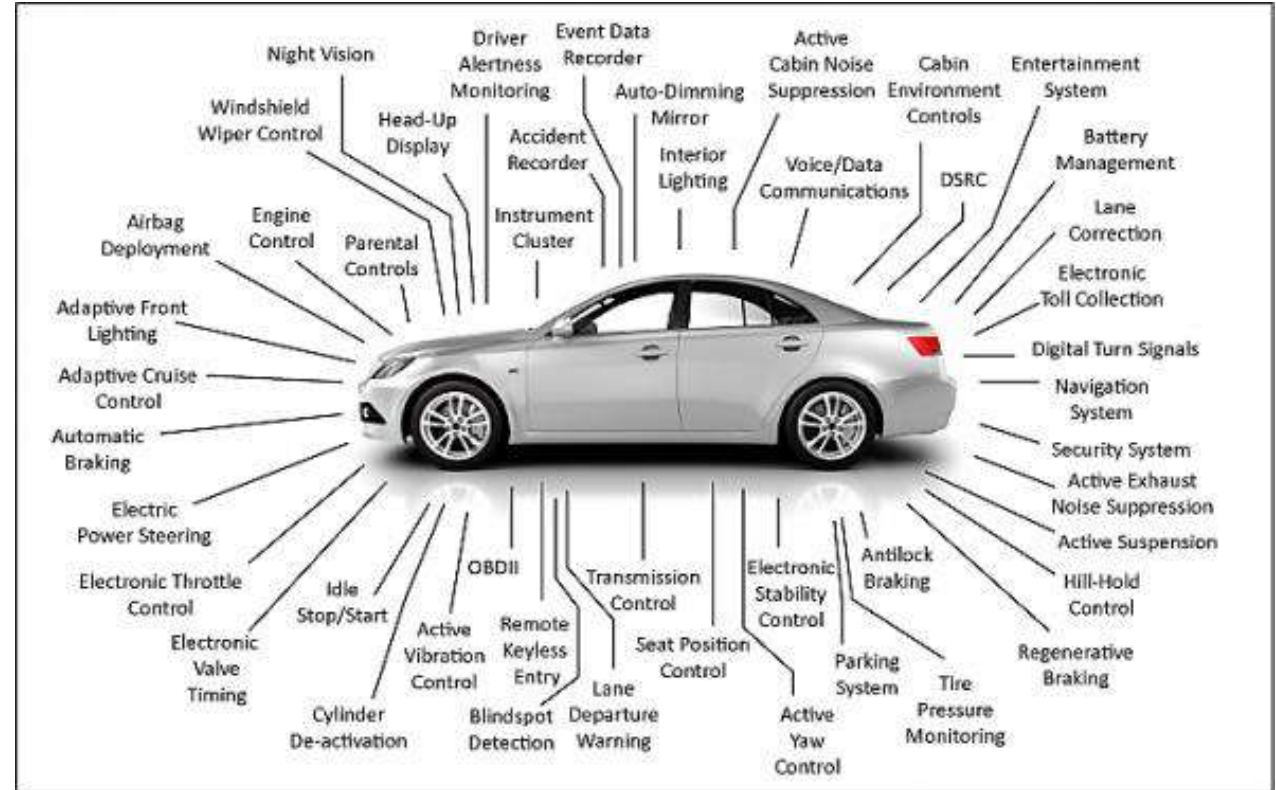 Night Vision
Windshield
Wiper Control
Head-Up
Display
Driver
Alertness
Monitoring
Event Data
Recorder
Accident
Recorder
Auto-Dimming
Mirror
Interior
Lighting
Active
Cabin Noise
Suppression
Voice/Data
Communications
Cabin
Environment
Controls
DSRC
Entertainment
System
Battery
Management
Lane
Correction
Electronic
Toll Collection
Digital Turn Signals
Navigation
System
Security System
Active Exhaust
Noise Suppression
Active Suspension
Hill-Hold
Control
Regenerative
Braking
Airbag
Deployment
Engine
Control
Parental
Controls
Instrument
Cluster
Adaptive Front
Lighting
Adaptive Cruise
Control
Automatic
Braking
Electric
Power Steering
Electronic Throttle
Control
Electronic
Valve
Timing
Idle
Stop/Start
Cylinder
De-activation
Active
Vibration
Control
OBDII
Remote
Keyless
Entry
Blindspot
Detection
Lane
Departure
Warning
Transmission
Control
Seat Position
Control
Active
Yaw
Control
Electronic
Stability
Control
Parking
System
Antilock
Braking
Tire
Pressure
Monitoring